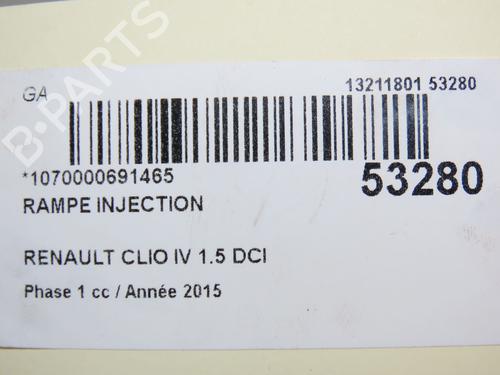 GA
13211801 53280
*1070000691465
53280
RAMPE INJECTION
RENAULT CLIO IV 1.5 DCI
Phase 1 cc / Année 2015
B-PARTS